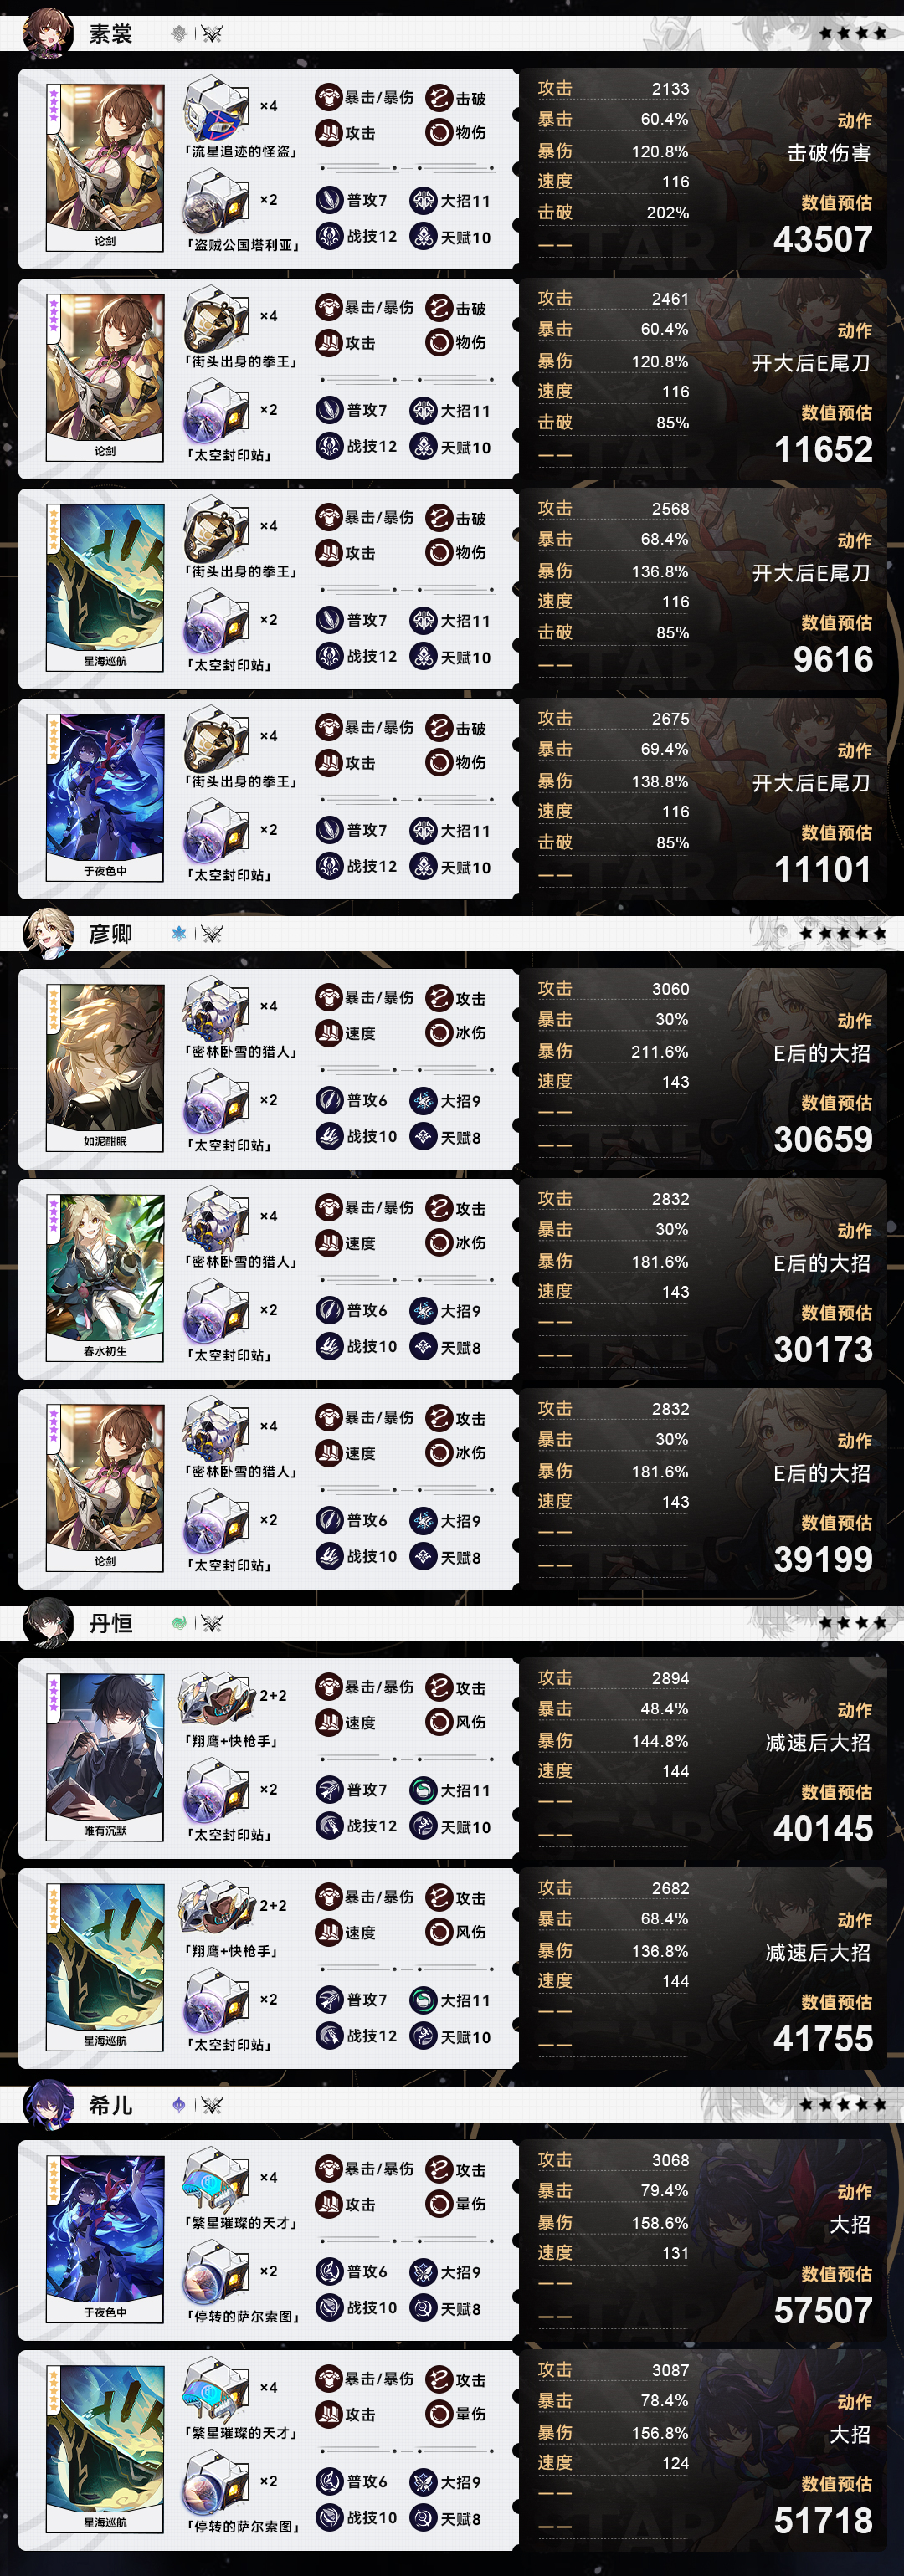 素裳
×4
「流星追迹的怪盗」
×2
「盗贼公国塔利亚」
论剑
暴击/暴伤 击破
攻击 物伤
普攻7 大招11
战技12 天赋10
攻击 2133
暴击 60.4%
暴伤 120.8%
速度 116
击破 202%
——
动作
击破伤害
数值预估
43507
×4
「街头出身的拳王」
×2
「太空封印站」
论剑
暴击/暴伤 击破
攻击 物伤
普攻7 大招11
战技12 天赋10
攻击 2461
暴击 60.4%
暴伤 120.8%
速度 116
击破 85%
——
动作
开大后E尾刀
数值预估
11652
×4
「街头出身的拳王」
×2
「太空封印站」
星海巡航
暴击/暴伤 击破
攻击 物伤
普攻7 大招11
战技12 天赋10
攻击 2568
暴击 68.4%
暴伤 136.8%
速度 116
击破 85%
——
动作
开大后E尾刀
数值预估
9616
×4
「街头出身的拳王」
×2
「太空封印站」
于夜色中
暴击/暴伤 击破
攻击 物伤
普攻7 大招11
战技12 天赋10
攻击 2675
暴击 69.4%
暴伤 138.8%
速度 116
击破 85%
——
动作
开大后E尾刀
数值预估
11101
彦卿
×4
「密林卧雪的猎人」
×2
「太空封印站」
如泥酣眠
暴击/暴伤 攻击
速度 冰伤
普攻6 大招9
战技10 天赋8
攻击 3060
暴击 30%
暴伤 211.6%
速度 143
——
——
动作
E后的大招
数值预估
30659
×4
「密林卧雪的猎人」
×2
「太空封印站」
春水初生
暴击/暴伤 攻击
速度 冰伤
普攻6 大招9
战技10 天赋8
攻击 2832
暴击 30%
暴伤 181.6%
速度 143
——
——
动作
E后的大招
数值预估
30173
×4
「密林卧雪的猎人」
×2
「太空封印站」
论剑
暴击/暴伤 攻击
速度 冰伤
普攻6 大招9
战技10 天赋8
攻击 2832
暴击 30%
暴伤 181.6%
速度 143
——
——
动作
E后的大招
数值预估
39199
丹恒
2+2
「翔鹰+快枪手」
×2
「太空封印站」
唯有沉默
暴击/暴伤 攻击
速度 风伤
普攻7 大招11
战技12 天赋10
攻击 2894
暴击 48.4%
暴伤 144.8%
速度 144
——
——
动作
减速后大招
数值预估
40145
2+2
「翔鹰+快枪手」
×2
「太空封印站」
星海巡航
暴击/暴伤 攻击
速度 风伤
普攻7 大招11
战技12 天赋10
攻击 2682
暴击 68.4%
暴伤 136.8%
速度 144
——
——
动作
减速后大招
数值预估
41755
希儿
×4
「繁星璀璨的天才」
×2
「停转的萨尔索图」
于夜色中
暴击/暴伤 攻击
攻击 量伤
普攻6 大招9
战技10 天赋8
攻击 3068
暴击 79.4%
暴伤 158.6%
速度 131
——
——
动作
大招
数值预估
57507
×4
「繁星璀璨的天才」
×2
「停转的萨尔索图」
星海巡航
暴击/暴伤 攻击
攻击 量伤
普攻6 大招9
战技10 天赋8
攻击 3087
暴击 78.4%
暴伤 156.8%
速度 124
——
——
动作
大招
数值预估
51718